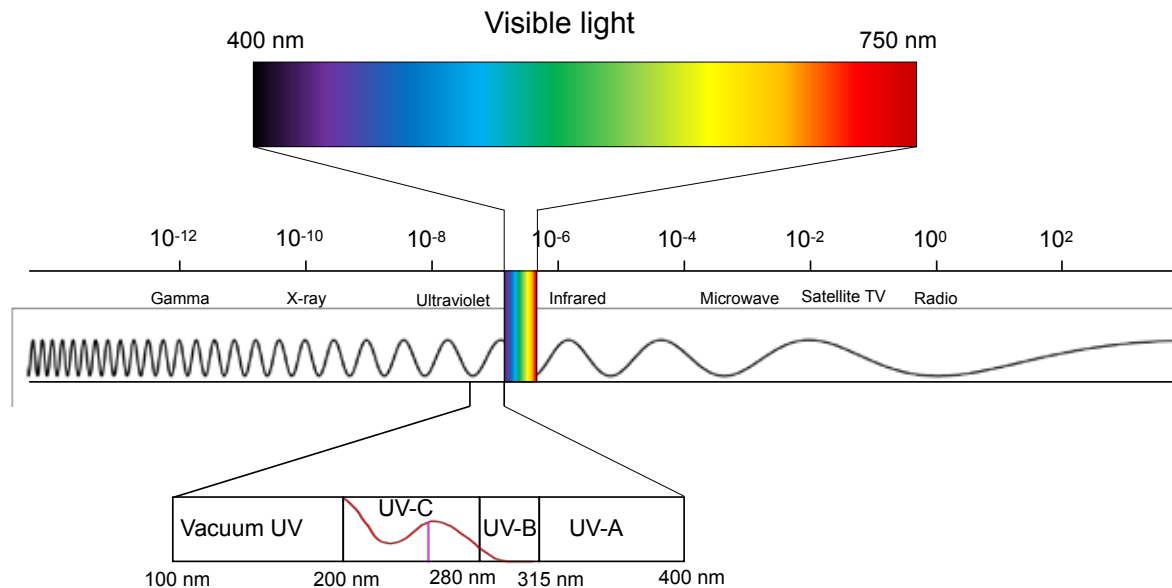 Visible light
400 nm 750 nm
10-12 10-10 10-8 10-6 10-4 10-2 100 102
Gamma X-ray Ultraviolet Infrared Microwave Satellite TV Radio
UV-C
Vacuum UV UV-B UV-A
100 nm 200 nm 280 nm 315 nm 400 nm